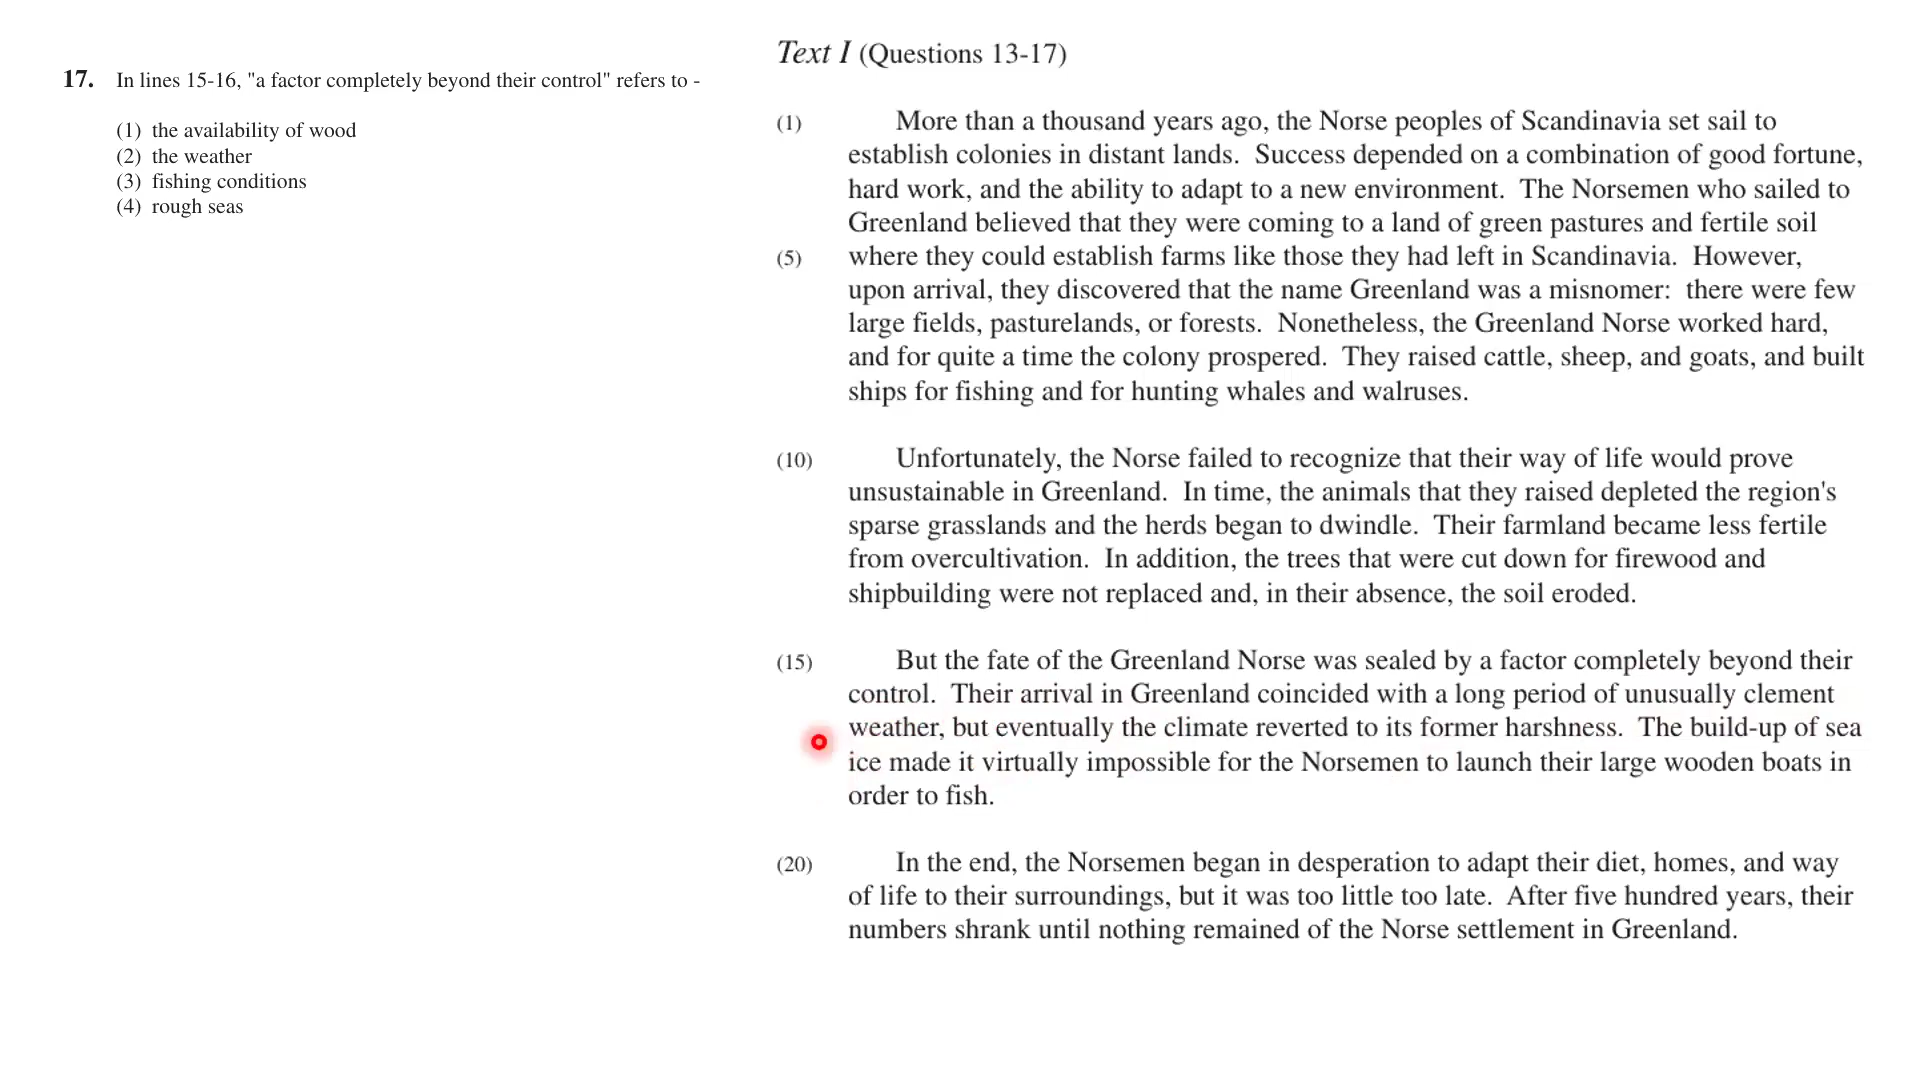 17. In lines 15-16, "a factor completely beyond their control" refers to -
(1) the availability of wood
(2) the weather
(3) fishing conditions
(4) rough seas
Text I (Questions 13-17)
(1) More than a thousand years ago, the Norse peoples of Scandinavia set sail to
establish colonies in distant lands. Success depended on a combination of good fortune,
hard work, and the ability to adapt to a new environment. The Norsemen who sailed to
Greenland believed that they were coming to a land of green pastures and fertile soil
(5) where they could establish farms like those they had left in Scandinavia. However,
upon arrival, they discovered that the name Greenland was a misnomer: there were few
large fields, pasturelands, or forests. Nonetheless, the Greenland Norse worked hard,
and for quite a time the colony prospered. They raised cattle, sheep, and goats, and built
ships for fishing and for hunting whales and walruses.
(10) Unfortunately, the Norse failed to recognize that their way of life would prove
unsustainable in Greenland. In time, the animals that they raised depleted the region's
sparse grasslands and the herds began to dwindle. Their farmland became less fertile
from overcultivation. In addition, the trees that were cut down for firewood and
shipbuilding were not replaced and, in their absence, the soil eroded.
(15) But the fate of the Greenland Norse was sealed by a factor completely beyond their
control. Their arrival in Greenland coincided with a long period of unusually clement
weather, but eventually the climate reverted to its former harshness. The build-up of sea
ice made it virtually impossible for the Norsemen to launch their large wooden boats in
order to fish.
(20) In the end, the Norsemen began in desperation to adapt their diet, homes, and way
of life to their surroundings, but it was too little too late. After five hundred years, their
numbers shrank until nothing remained of the Norse settlement in Greenland.